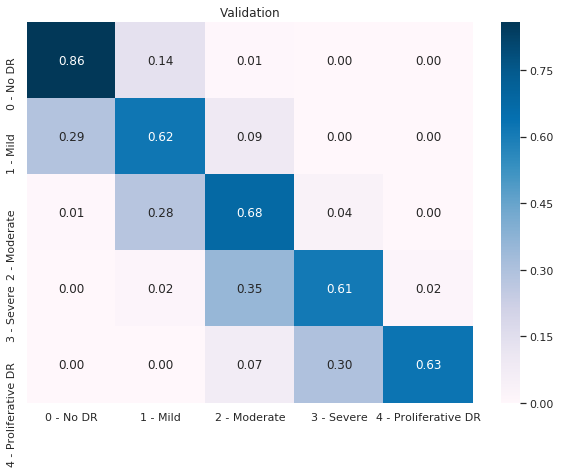 Validation
0 - No DR
0.86 0.14 0.01 0.00 0.00
1 - Mild
0.29 0.62 0.09 0.00 0.00
2 - Moderate
0.01 0.28 0.68 0.04 0.00
3 - Severe
0.00 0.02 0.35 0.61 0.02
4 - Proliferative DR
0.00 0.00 0.07 0.30 0.63
0 - No DR 1 - Mild 2 - Moderate 3 - Severe 4 - Proliferative DR
0.75
0.60
0.45
0.30
0.15
0.00